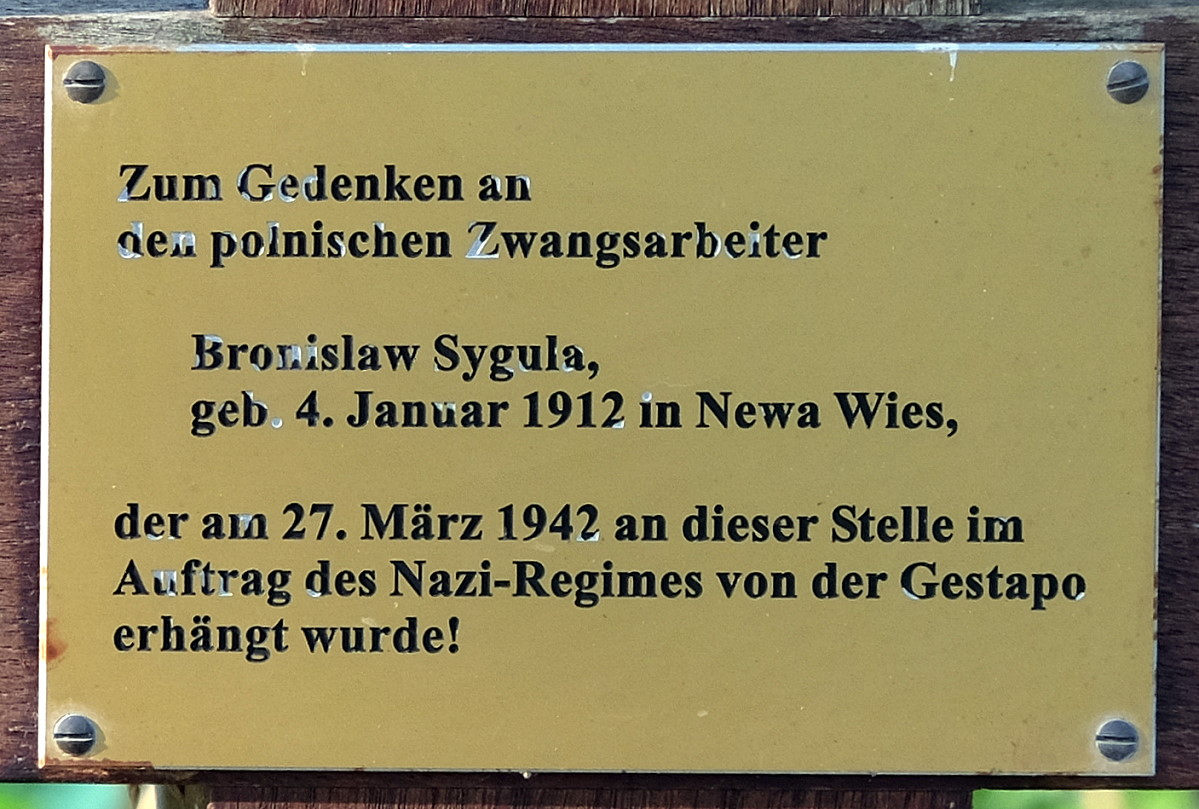 Zum Gedenken an
den polnischen Zwangsarbeiter
Bronislaw Sygula,
geb. 4. Januar 1912 in Newa Wies,
der am 27. März 1942 an dieser Stelle im
Auftrag des Nazi-Regimes von der Gestapo
erhängt wurde!